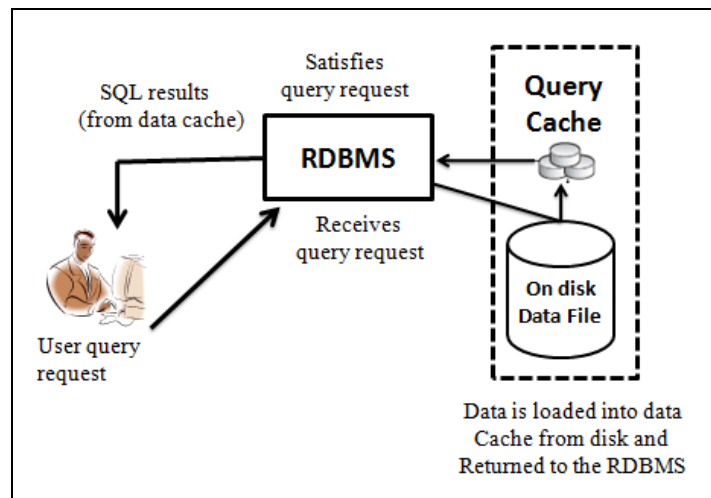 SQL results
(from data cache)
Satisfies
query request
Query
Cache
RDBMS
Receives
query request
On disk
Data File
User query
request
Data is loaded into data
Cache from disk and
Returned to the RDBMS